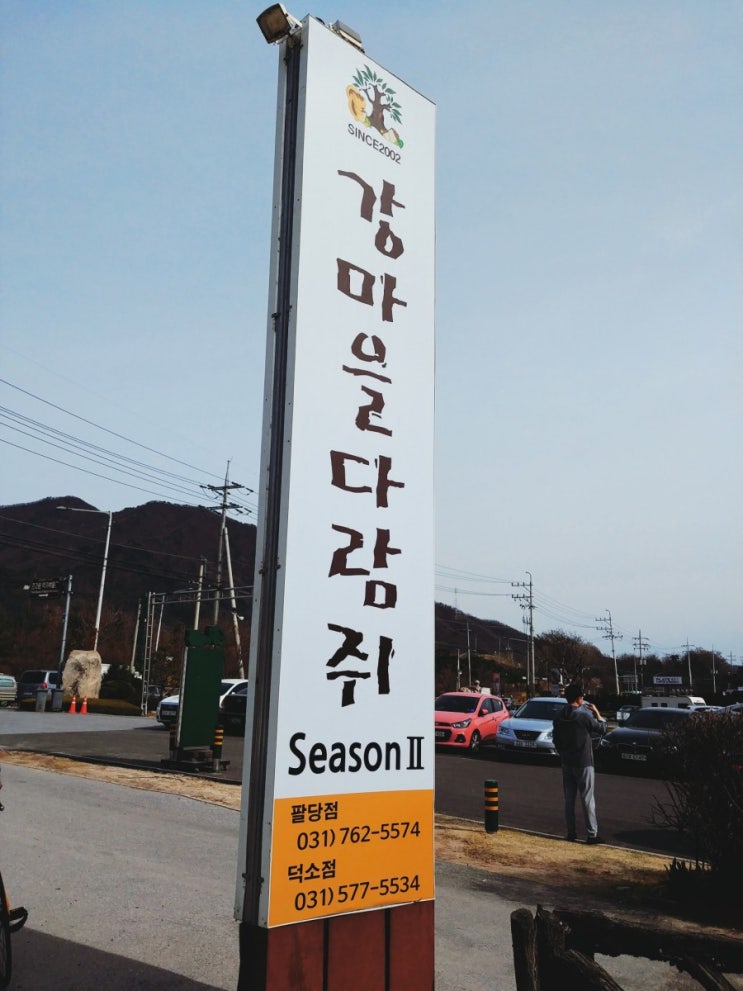 SINCE2002
강마을다람쥐
Season Ⅱ
팔당점
031) 762-5574
덕소점
031) 577-5534